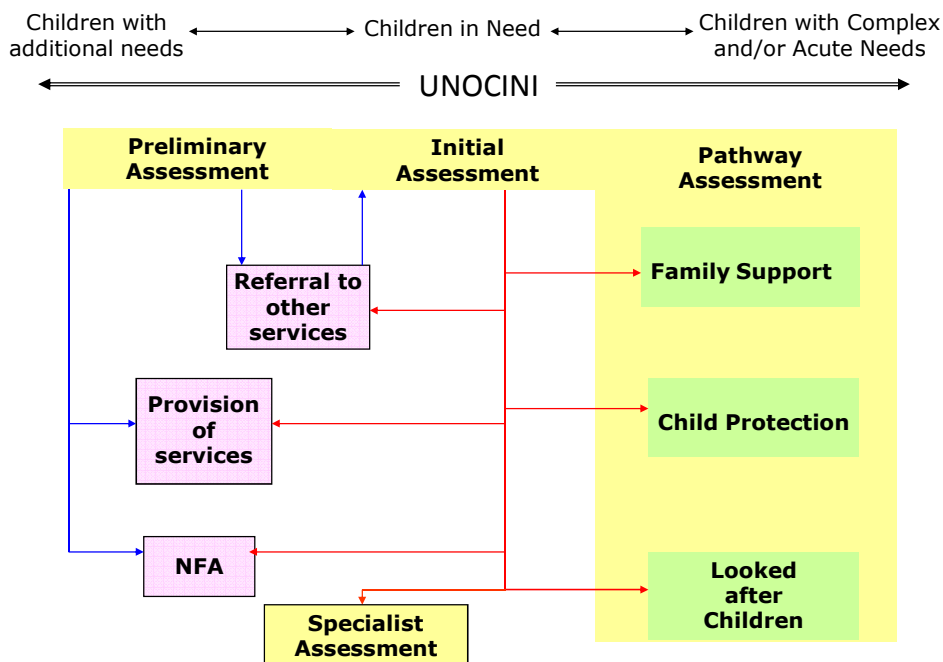 Children with
additional needs
Children in Need
Children with Complex
and/or Acute Needs
UNOCINI
Preliminary
Assessment
Initial
Assessment
Pathway
Assessment
Referral to
other
services
Family Support
Provision
of
services
Child Protection
NFA
Looked
after
Children
Specialist
Assessment